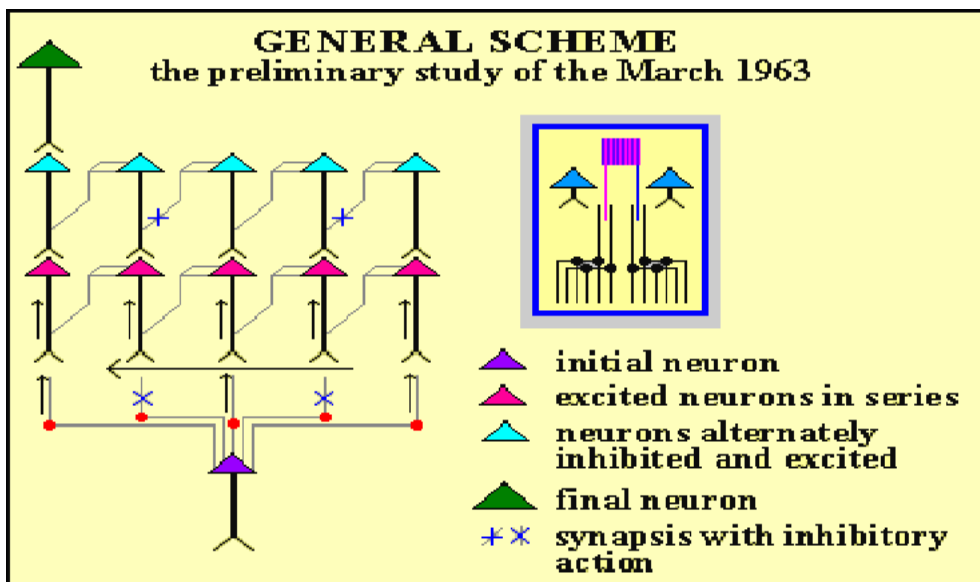 GENERAL SCHEME
the preliminary study of the March 1963
initial neuron
excited neurons in series
neurons alternately
inhibited and excited
final neuron
synapsis with inhibitory
action